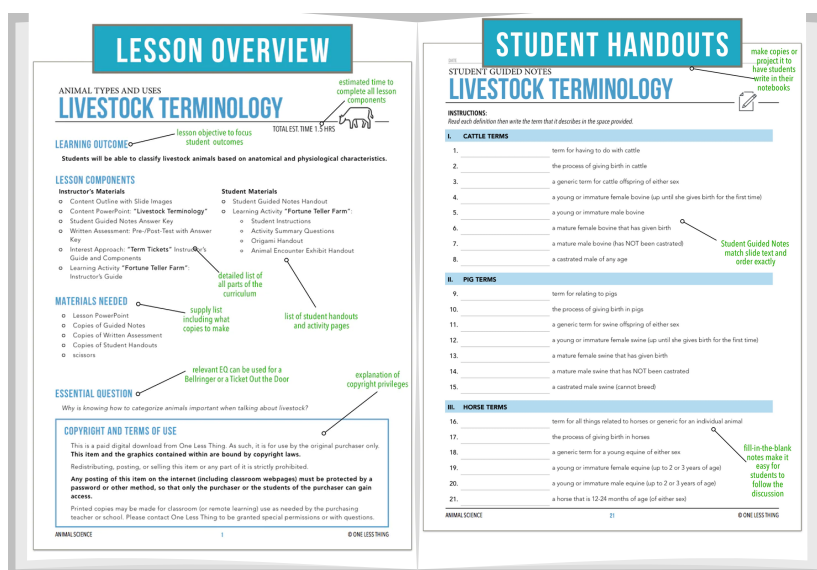 LESSON OVERVIEW
ANIMAL TYPES AND USES
LIVESTOCK TERMINOLOGY
estimated time to
complete all lesson
components
TOTAL EST. TIME 1.5 HRS
LEARNING OUTCOME
lesson objective to focus
student outcomes
Students will be able to classify livestock animals based on anatomical and physiological characteristics.
LESSON COMPONENTS
Instructor's Materials
Content Outline with Slide Images
Content PowerPoint: "Livestock Terminology"
Student Guided Notes Answer Key
Written Assessment: Pre-/Post-Test with Answer
Key
Interest Approach: "Term Tickets" Instructor's
Guide and Components
Learning Activity "Fortune Teller Farm":
Instructor's Guide
Student Materials
Student Guided Notes Handout
Learning Activity "Fortune Teller Farm":
Student Instructions
Activity Summary Questions
Origami Handout
Animal Encounter Exhibit Handout
detailed list of
all parts of the
curriculum
list of student handouts
and activity pages
MATERIALS NEEDED
Lesson PowerPoint
Copies of Guided Notes
Copies of Written Assessment
Copies of Student Handouts
scissors
supply list
including what
copies to make
relevant EQ can be used for a
Bellringer or a Ticket Out the Door
ESSENTIAL QUESTION
Why is knowing how to categorize animals important when talking about livestock?
explanation of
copyright privileges
COPYRIGHT AND TERMS OF USE
This is a paid digital download from One Less Thing. As such, it is for use by the original purchaser only.
This item and the graphics contained within are bound by copyright laws.
Redistributing, posting, or selling this item or any part of it is strictly prohibited.
Any posting of this item on the internet (including classroom webpages) must be protected by a
password or other method, so that only the purchaser or the students of the purchaser can gain
access.
Printed copies may be made for classroom (or remote learning) use as needed by the purchasing
teacher or school. Please contact One Less Thing to be granted special permissions or with questions.
ANIMAL SCIENCE 1 © ONE LESS THING
STUDENT HANDOUTS
DATE
STUDENT GUIDED NOTES
LIVESTOCK TERMINOLOGY
make copies or
project it to
have students
write in their
notebooks
INSTRUCTIONS:
Read each definition then write the term that it describes in the space provided.
I. CATTLE TERMS
1. term for having to do with cattle
2. the process of giving birth in cattle
3. a generic term for cattle offspring of either sex
4. a young or immature female bovine (up until she gives birth for the first time)
5. a young or immature male bovine
6. a mature female bovine that has given birth
7. a mature male bovine (has NOT been castrated)
8. a castrated male of any age
Student Guided Notes
match slide text and
order exactly
II. PIG TERMS
9. term for relating to pigs
10. the process of giving birth in pigs
11. a generic term for swine offspring of either sex
12. a young or immature female swine (up until she gives birth for the first time)
13. a mature female swine that has given birth
14. a mature male swine that has NOT been castrated
15. a castrated male swine (cannot breed)
III. HORSE TERMS
16. term for all things related to horses or generic for an individual animal
17. the process of giving birth in horses
18. a generic term for a young equine of either sex
19. a young or immature female equine (up to 2 or 3 years of age)
20. a young or immature male equine (up to 2 or 3 years of age)
21. a horse that is 12-24 months of age (of either sex)
fill-in-the-blank
notes make it
easy for
students to
follow the
discussion
ANIMAL SCIENCE 21 © ONE LESS THING